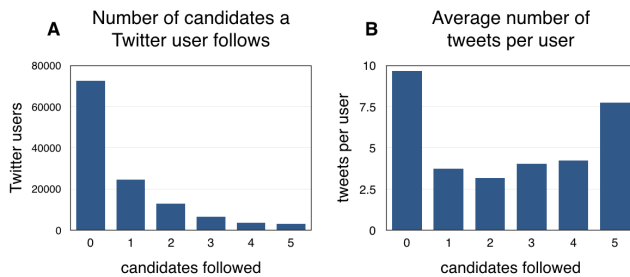 A
Number of candidates a
Twitter user follows
80000
60000
40000
20000
0
Twitter users
0 1 2 3 4 5
candidates followed
B
Average number of
tweets per user
10
7.5
5
2.5
0
tweets per user
0 1 2 3 4 5
candidates followed